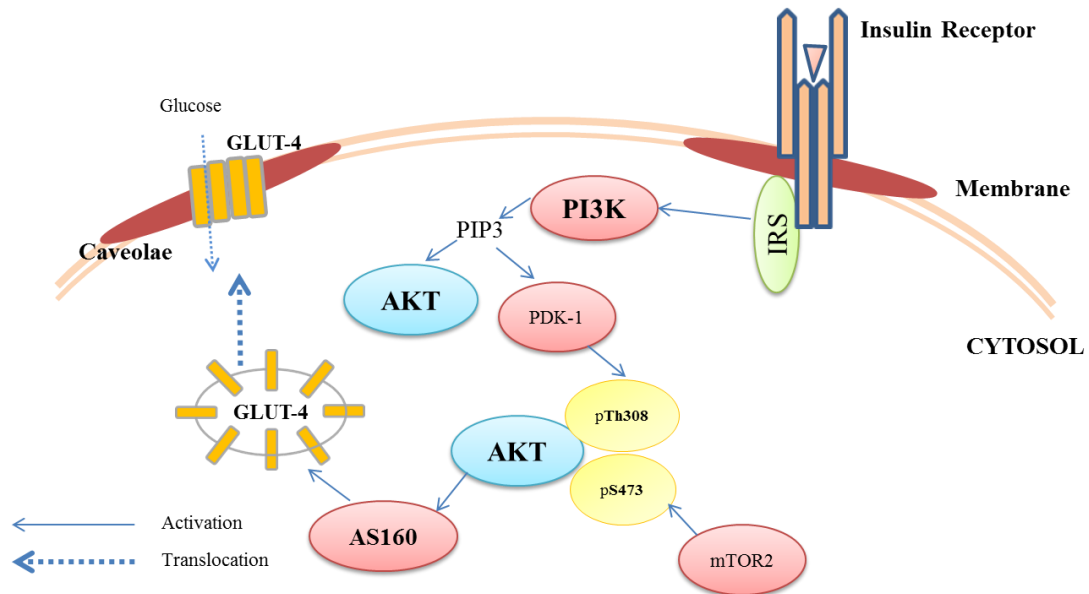 Insulin Receptor
Glucose
GLUT-4
Membrane
Caveolae
PI3K
IRS
PIP3
AKT
PDK-1
CYTOSOL
GLUT-4
pTh308
AKT
pS473
AS160
mTOR2
Activation
Translocation